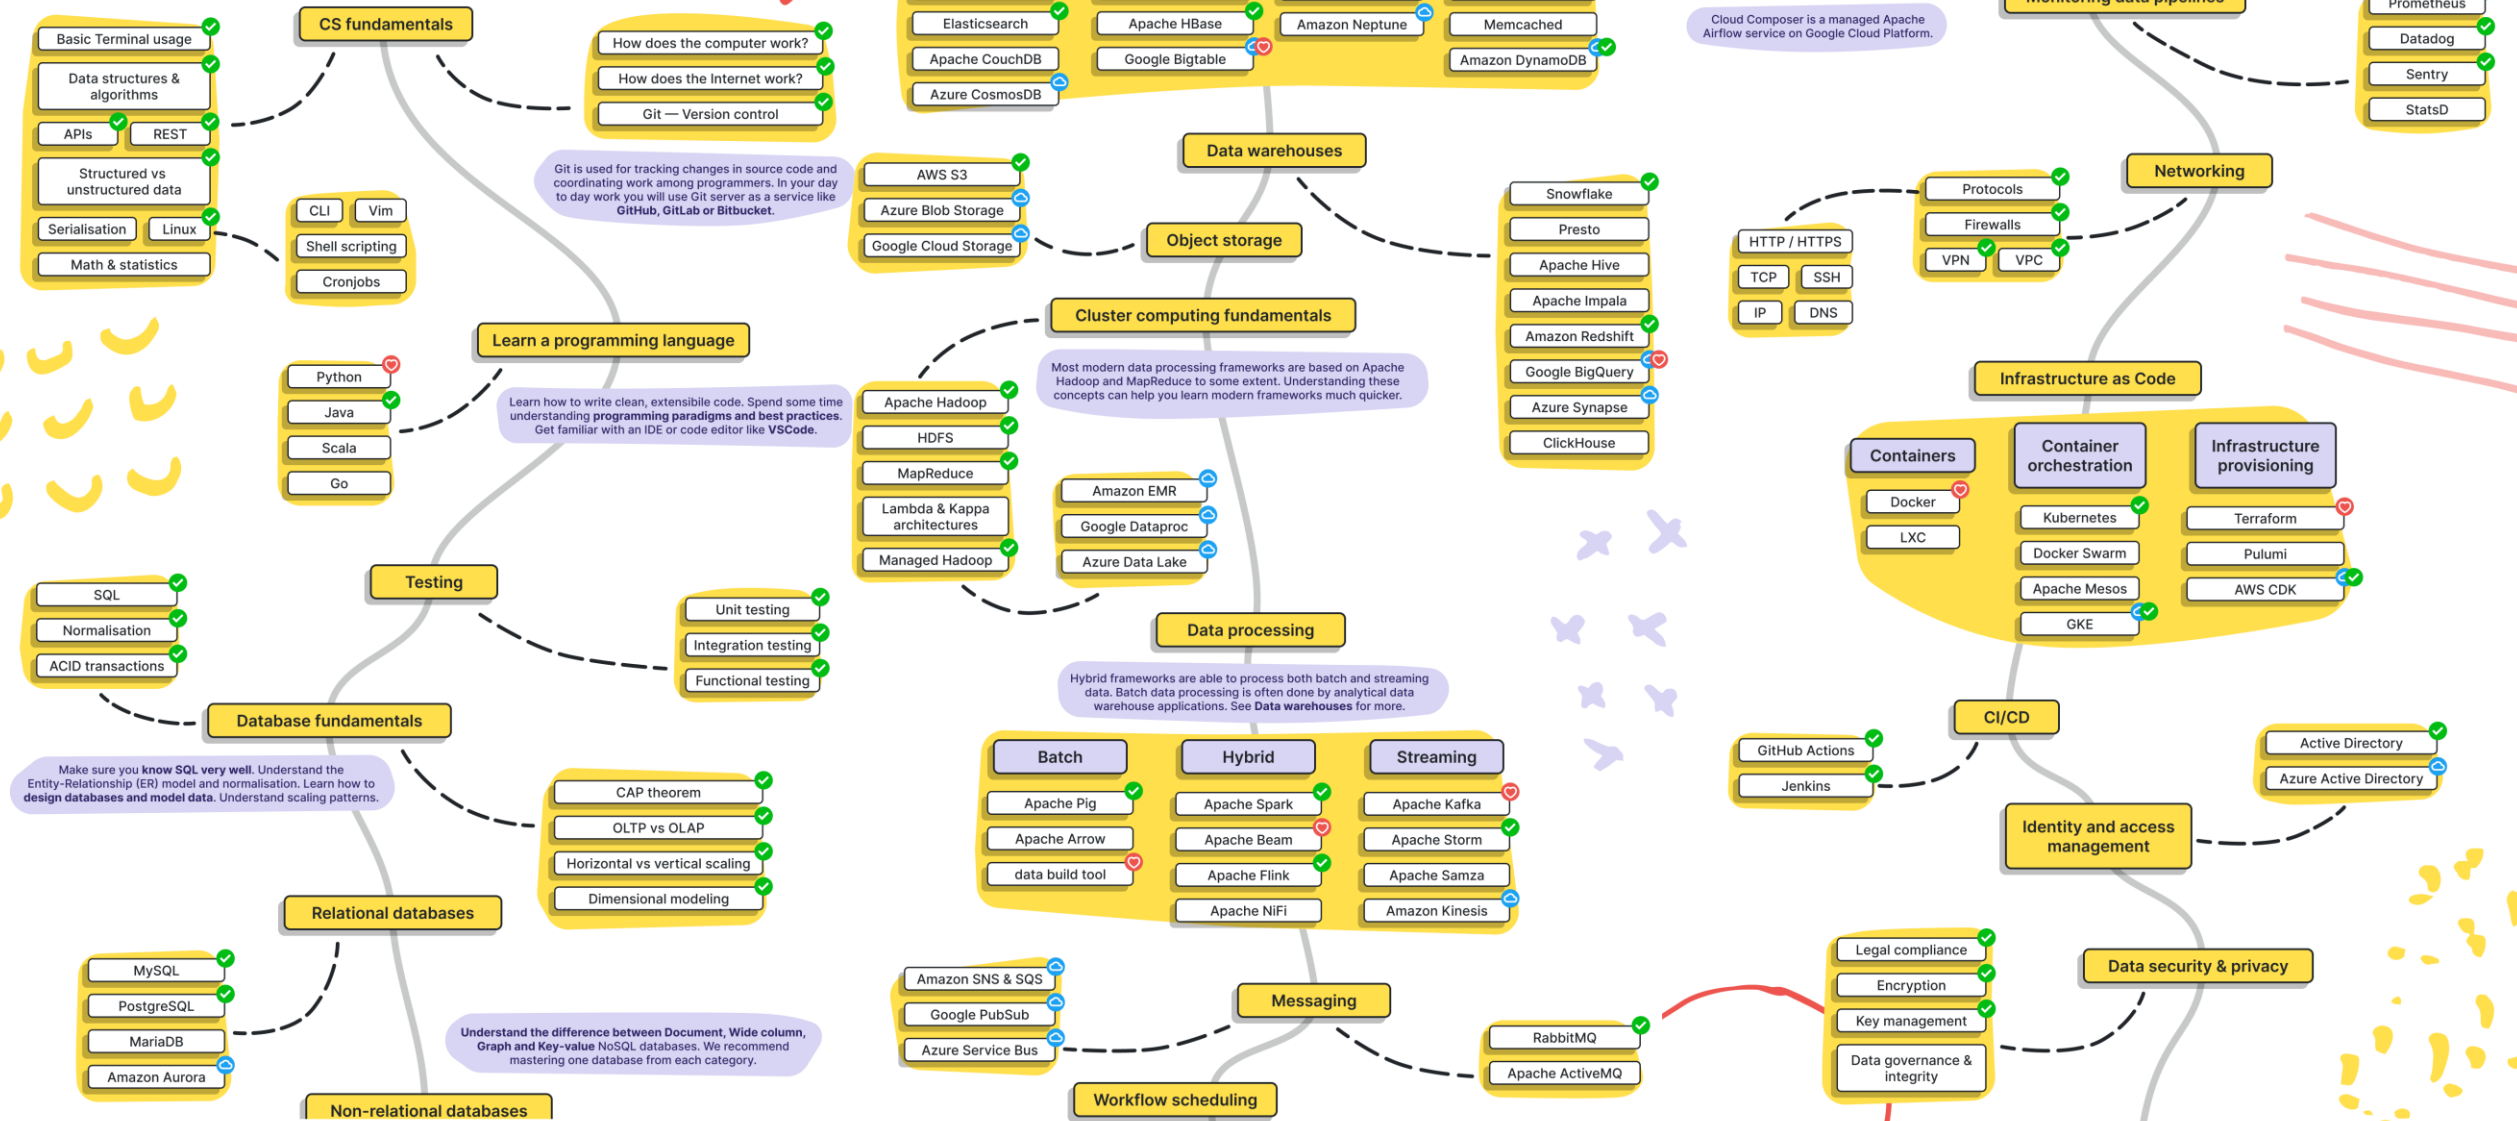 CS fundamentals
Basic Terminal usage
Data structures &
algorithms
APIs
REST
Structured vs
unstructured data
Serialisation
Linux
Math & statistics
CLI
Vim
Shell scripting
Cronjobs
How does the computer work?
How does the Internet work?
Git — Version control
Git is used for tracking changes in source code and
coordinating work among programmers. In your day
to day work you will use Git server as a service like
GitHub, GitLab or Bitbucket.
Learn a programming language
Python
Java
Scala
Go
Learn how to write clean, extensibile code. Spend some time
understanding programming paradigms and best practices.
Get familiar with an IDE or code editor like VSCode.
Testing
Unit testing
Integration testing
Functional testing
SQL
Normalisation
ACID transactions
Database fundamentals
Make sure you know SQL very well. Understand the
Entity-Relationship (ER) model and normalisation. Learn how to
design databases and model data. Understand scaling patterns.
CAP theorem
OLTP vs OLAP
Horizontal vs vertical scaling
Dimensional modeling
Relational databases
MySQL
PostgreSQL
MariaDB
Amazon Aurora
Understand the difference between Document, Wide column,
Graph and Key-value NoSQL databases. We recommend
mastering one database from each category.
Non-relational databases
Elasticsearch
Apache CouchDB
Azure CosmosDB
Apache HBase
Google Bigtable
Amazon Neptune
Memcached
Amazon DynamoDB
Data warehouses
Snowflake
Presto
Apache Hive
Apache Impala
Amazon Redshift
Google BigQuery
Azure Synapse
ClickHouse
AWS S3
Azure Blob Storage
Google Cloud Storage
Object storage
Cluster computing fundamentals
Most modern data processing frameworks are based on Apache
Hadoop and MapReduce to some extent. Understanding these
concepts can help you learn modern frameworks much quicker.
Apache Hadoop
HDFS
MapReduce
Lambda & Kappa
architectures
Managed Hadoop
Amazon EMR
Google Dataproc
Azure Data Lake
Data processing
Hybrid frameworks are able to process both batch and streaming
data. Batch data processing is often done by analytical data
warehouse applications. See Data warehouses for more.
Batch
Apache Pig
Apache Arrow
data build tool
Hybrid
Apache Spark
Apache Beam
Apache Flink
Apache NiFi
Streaming
Apache Kafka
Apache Storm
Apache Samza
Amazon Kinesis
Amazon SNS & SQS
Google PubSub
Azure Service Bus
Messaging
RabbitMQ
Apache ActiveMQ
Workflow scheduling
Cloud Composer is a managed Apache
Airflow service on Google Cloud Platform.
Monitoring data pipelines
Prometheus
Datadog
Sentry
StatsD
Networking
Protocols
Firewalls
VPN
VPC
HTTP / HTTPS
TCP
SSH
IP
DNS
Infrastructure as Code
Containers
Docker
LXC
Container
orchestration
Kubernetes
Docker Swarm
Apache Mesos
GKE
Infrastructure
provisioning
Terraform
Pulumi
AWS CDK
CI/CD
GitHub Actions
Jenkins
Active Directory
Azure Active Directory
Identity and access
management
Data security & privacy
Legal compliance
Encryption
Key management
Data governance &
integrity